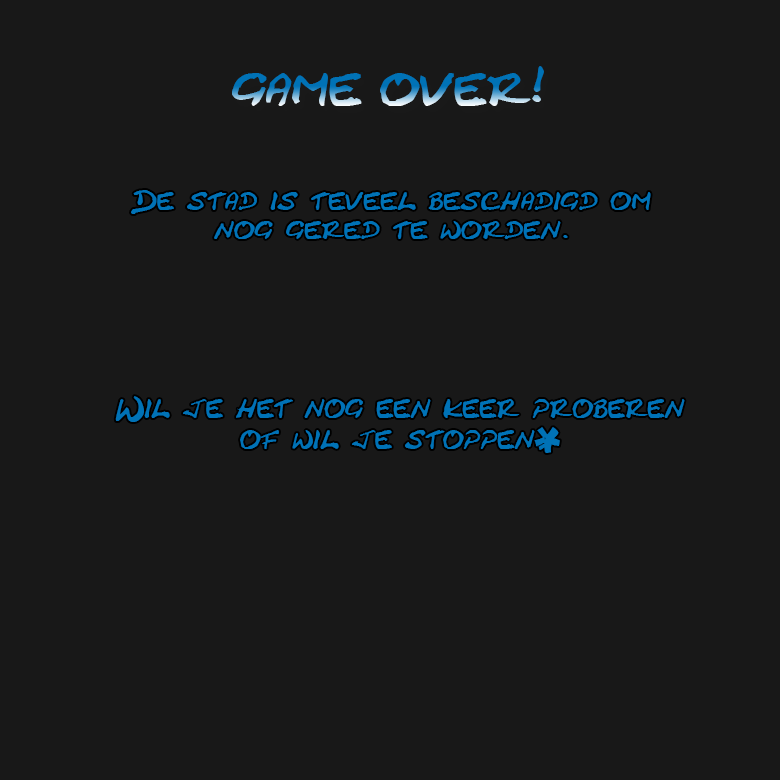 Game over!
De stad is teveel beschadigd om
nog gered te worden.
Wil je het nog een keer proberen
of wil je stoppen*